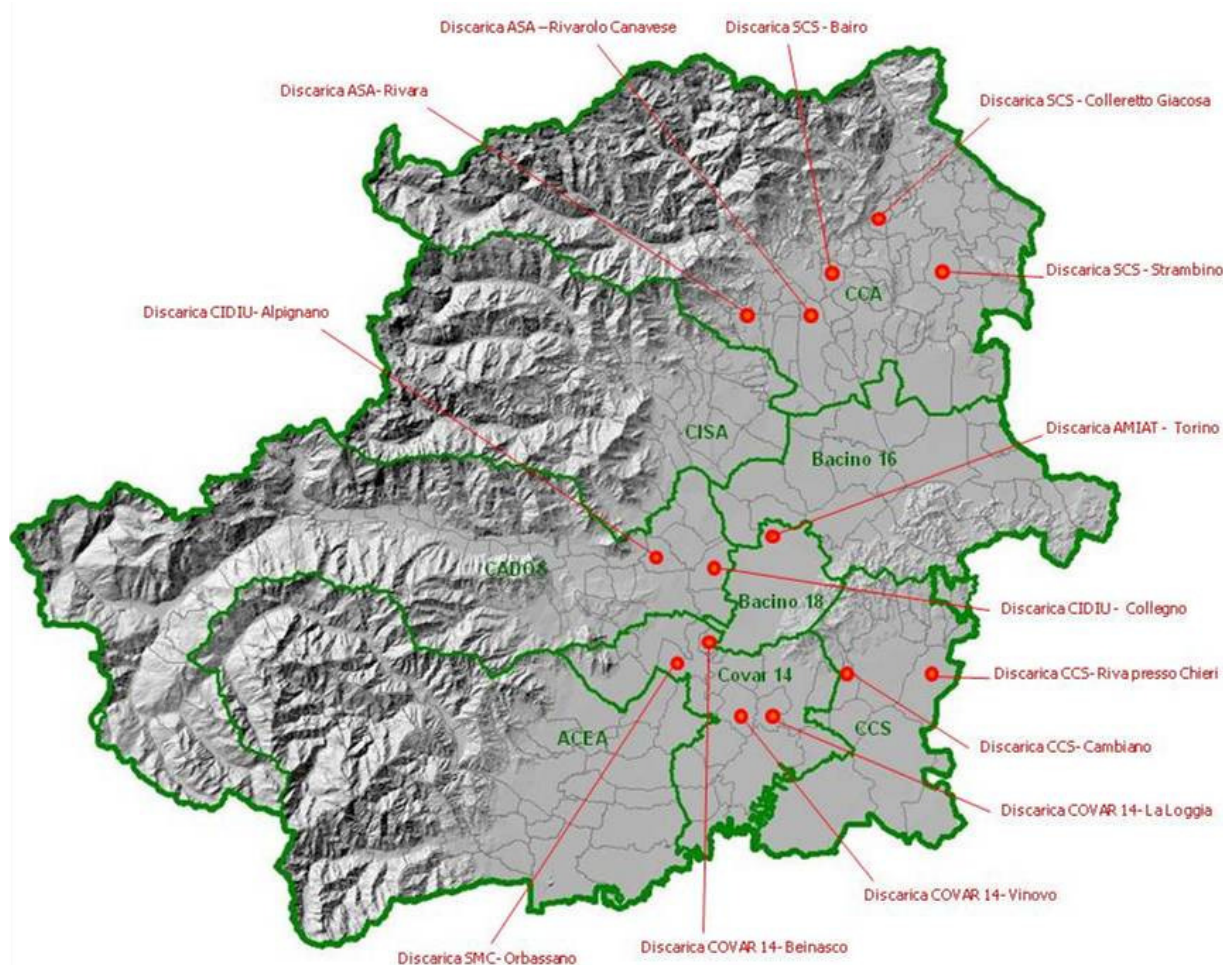 Discarica ASA – Rivarolo Canavese
Discarica SCS - Bairo
Discarica ASA- Rivara
Discarica SCS - Colleretto Giacosa
Discarica SCS - Strambino
CCA
Discarica CIDIU- Alpignano
CISA
Discarica AMIAT - Torino
Bacino 16
CADOS
Bacino 18
Discarica CIDIU - Collegno
Covar 14
Discarica CCS- Riva presso Chieri
ACEA
CCS
Discarica CCS- Cambiano
Discarica COVAR 14- La Loggia
Discarica COVAR 14- Vinovo
Discarica COVAR 14- Beinasco
Discarica SMC- Orbassano